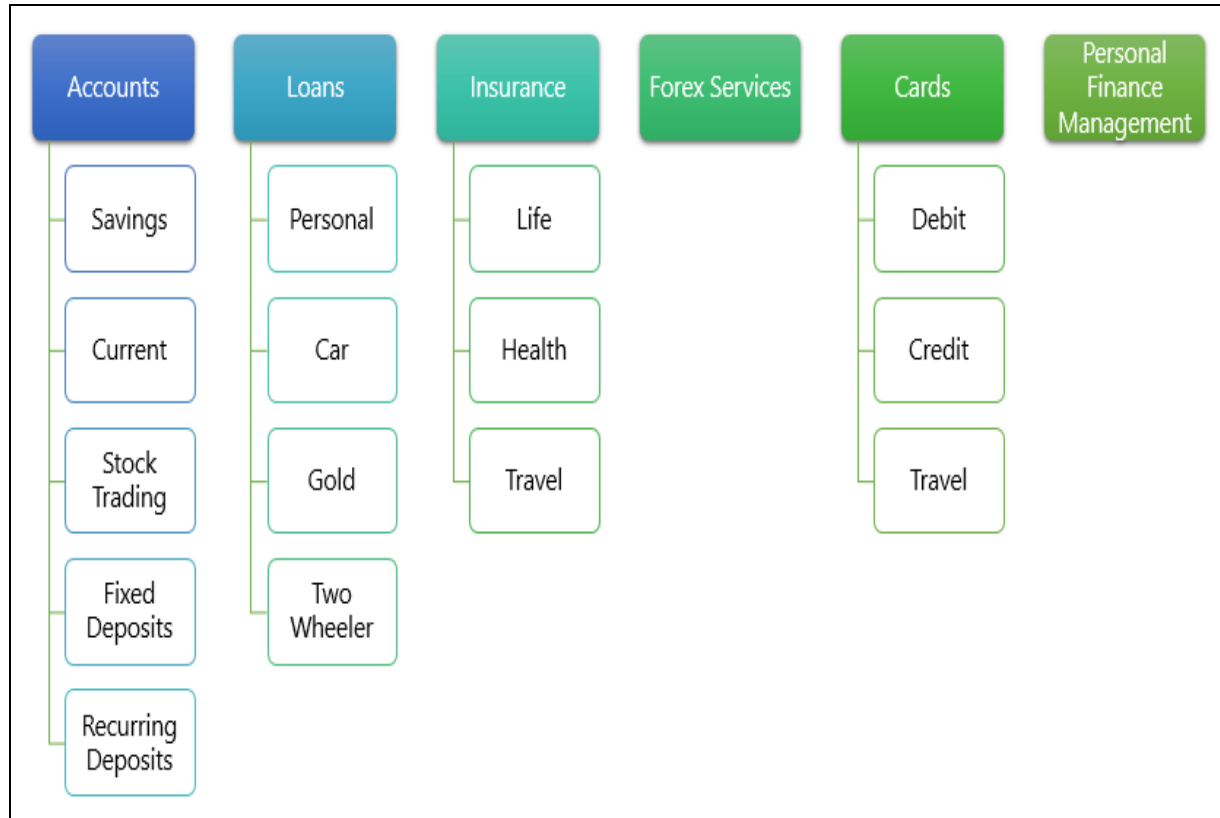 Accounts
Savings
Current
Stock
Trading
Fixed
Deposits
Recurring
Deposits
Loans
Personal
Car
Gold
Two
Wheeler
Insurance
Life
Health
Travel
Forex Services
Cards
Debit
Credit
Travel
Personal
Finance
Management